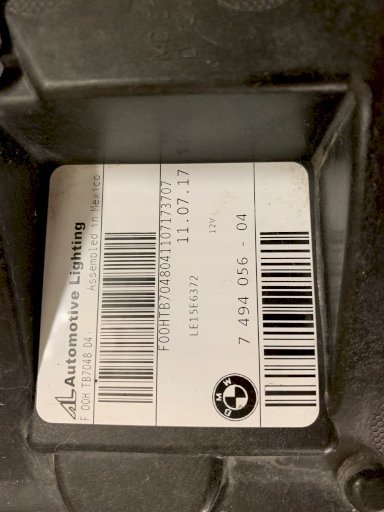 Automotive Lighting
F 00H TB7048 04-
Assembled in Mexico
F00HTB7048041107173707
11.07.17
LE15E6372
12V
7 494 056 - 04
BMW